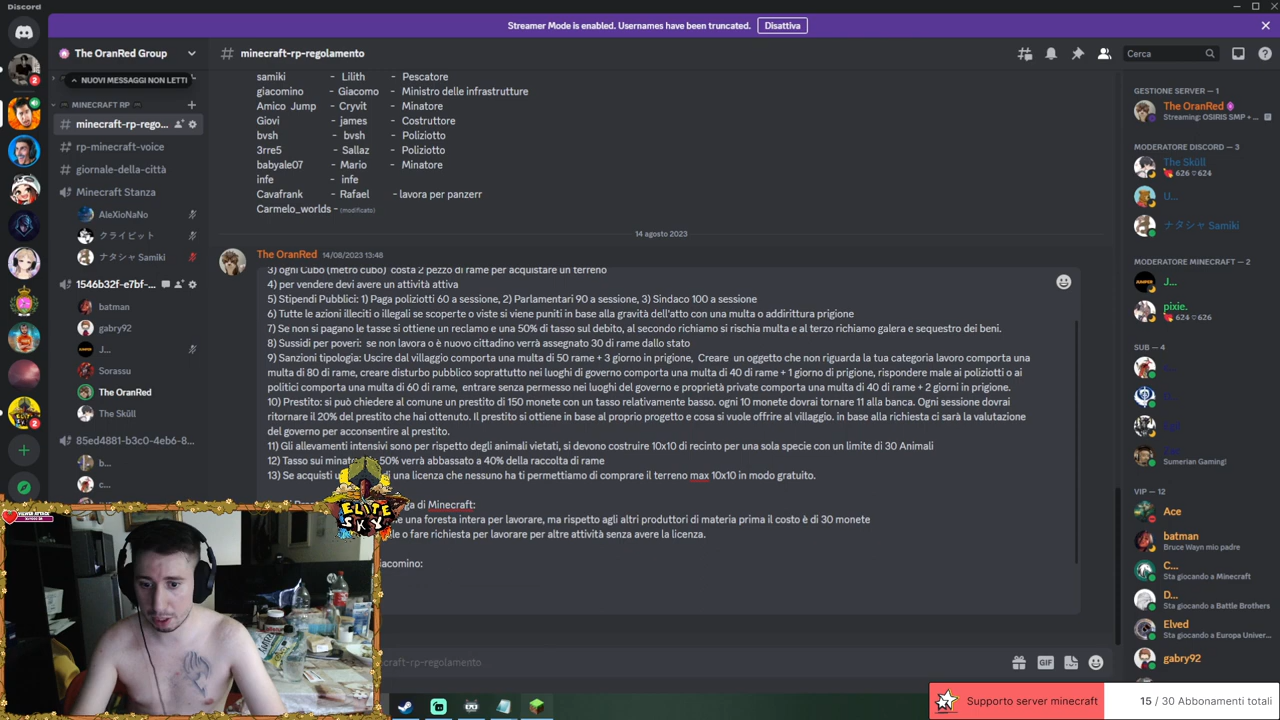 Discord
Streamer Mode is enabled. Usernames have been truncated.
Disattiva
The OranRed Group
NUOVI MESSAGGI NON LETTI
MINECRAFT RP
minecraft-rp-rego...
rp-minecraft-voice
giornale-della-città
Minecraft Stanza
AleXioNaNo
クライビット
ナタシャ Samiki
1546b32f-e7bf-...
batman
gabry92
J...
Sorassu
The OranRed
The Skûll
85ed4881-b3c0-4eb6-...
b...
c...
2
2
minecraft-rp-regolamento
Cerca
samiki - Lilith - Pescatore
giacomino - Giacomo - Ministro delle infrastrutture
Amico Jump - Cryvit - Minatore
Giovi - james - Costruttore
bvsh - bvsh - Poliziotto
3rre5 - Sallaz - Poliziotto
babyale07 - Mario - Minatore
infe - infe
Cavafrank - Rafael - lavora per panzerr
Carmelo_worlds - (modificato)
14 agosto 2023
The OranRed 14/08/2023 13:48
3) ogni Cubo (metro cubo) costa 2 pezzo di rame per acquistare un terreno
4) per vendere devi avere un attività attiva
5) Stipendi Pubblici: 1) Paga poliziotti 60 a sessione, 2) Parlamentari 90 a sessione, 3) Sindaco 100 a sessione
6) Tutte le azioni illeciti o illegali se scoperte o viste si viene puniti in base alla gravità dell'atto con una multa o addirittura prigione
7) Se non si pagano le tasse si ottiene un reclamo e una 50% di tasso sul debito, al secondo richiamo si rischia multa e al terzo richiamo galera e sequestro dei beni.
8) Sussidi per poveri: se non lavora o è nuovo cittadino verrà assegnato 30 di rame dallo stato
9) Sanzioni tipologia: Uscire dal villaggio comporta una multa di 50 rame + 3 giorno in prigione, Creare un oggetto che non riguarda la tua categoria lavoro comporta una
multa di 80 di rame, creare disturbo pubblico soprattutto nei luoghi di governo comporta una multa di 40 di rame + 1 giorno di prigione, rispondere male ai poliziotti o ai
politici comporta una multa di 60 di rame, entrare senza permesso nei luoghi del governo e proprietà private comporta una multa di 40 di rame + 2 giorni in prigione.
10) Prestito: si può chiedere al comune un prestito di 150 monete con un tasso relativamente basso. ogni 10 monete dovrai tornare 11 alla banca. Ogni sessione dovrai
ritornare il 20% del prestito che hai ottenuto. Il prestito si ottiene in base al proprio progetto e cosa si vuole offrire al villaggio. in base alla richiesta ci sarà la valutazione
del governo per acconsentire al prestito.
11) Gli allevamenti intensivi sono per rispetto degli animali vietati, si devono costruire 10x10 di recinto per una sola specie con un limite di 30 Animali
12) Tasso sui minato 50% verrà abbassato a 40% della raccolta di rame
13) Se acquisti di una licenza che nessuno ha ti permettiamo di comprare il terreno max 10x10 in modo gratuito.
ga di Minecraft:
ne una foresta intera per lavorare, ma rispetto agli altri produttori di materia prima il costo è di 30 monete
le o fare richiesta per lavorare per altre attività senza avere la licenza.
iacomino:
craft-rp-regolamento
GIF
ELITE
SKY
GESTIONE SERVER — 1
The OranRed
Streaming: OSIRIS SMP + ...
MODERATORE DISCORD — 3
The Skûll
626 624
U...
ナタシャ Samiki
MODERATORE MINECRAFT — 2
J...
pixie.
624 626
SUB — 4
Sumerian Gaming!
VIP — 12
Ace
batman
Bruce Wayn mio padre
C...
Sta giocando a Minecraft
D...
Sta giocando a Battle Brothers
Elved
Sta giocando a Europa Univer...
gabry92
Supporto server minecraft
15 / 30 Abbonamenti totali